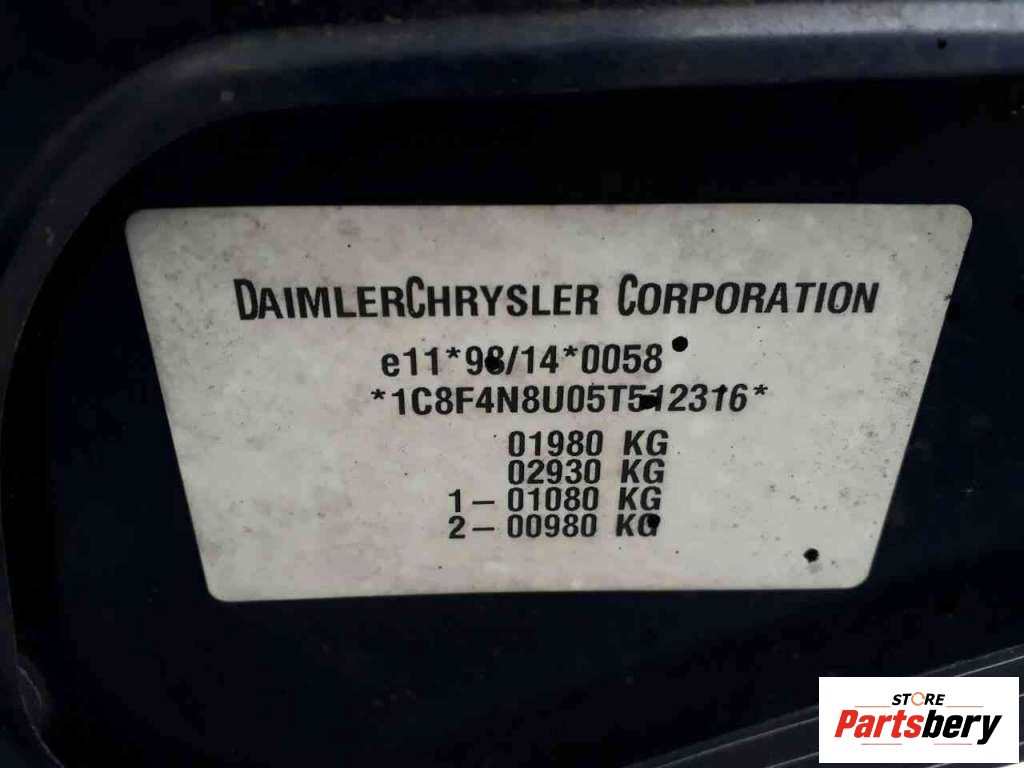 DAIMLERCHRYSLER CORPORATION
e11*98/14*0058
*1C8F4N8U05T512316*
01980 KG
02930 KG
1–01080 KG
2–00980 KG
STORE
Partsbery